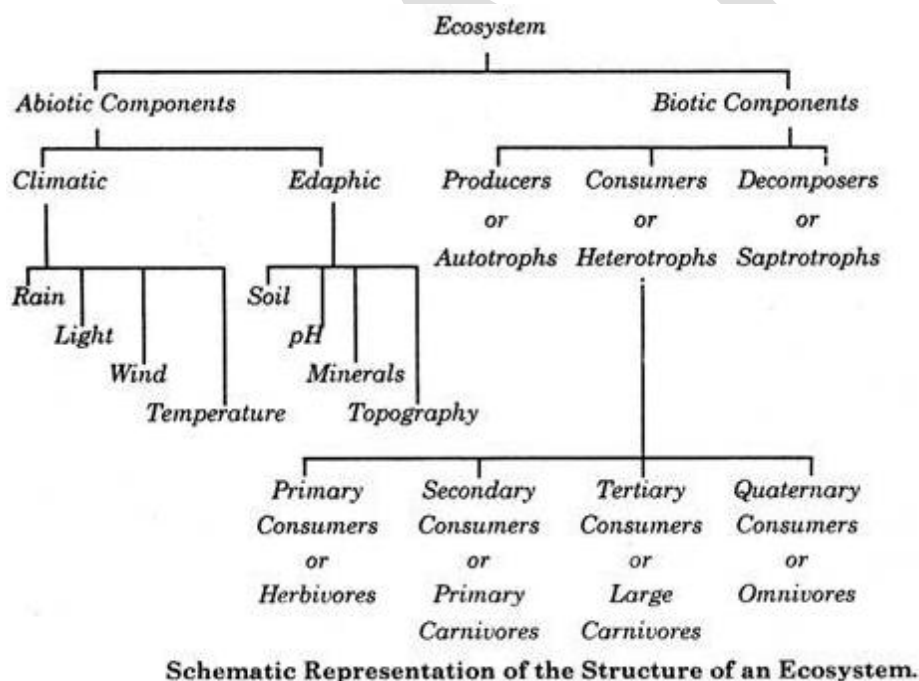 Ecosystem
Abiotic Components Biotic Components
Climatic Edaphic Producers Consumers Decomposers
or or or
Autotrophs Heterotrophs Saptrotrophs
Rain Soil
Light pH
Wind Minerals
Temperature Topography
Primary Secondary Tertiary Quaternary
Consumers Consumers Consumers Consumers
or or or or
Herbivores Primary Large Omnivores
Carnivores Carnivores
Schematic Representation of the Structure of an Ecosystem.